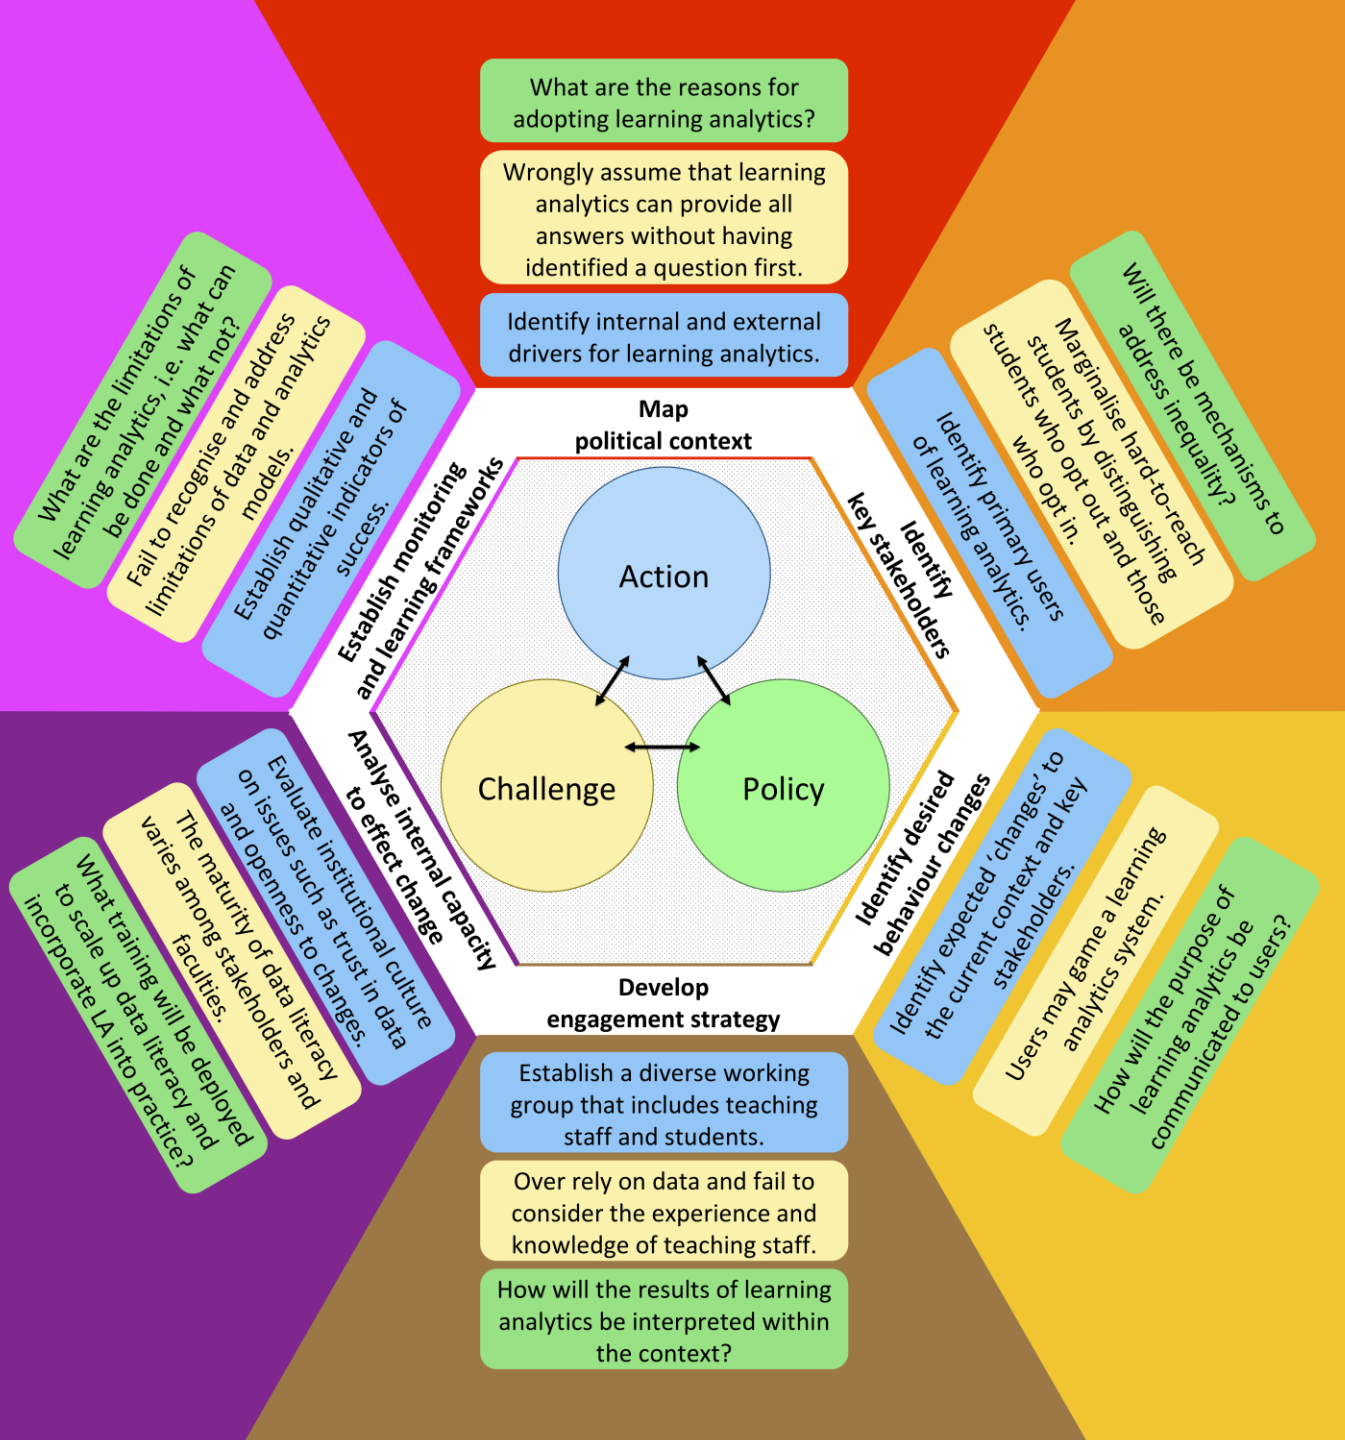 What are the reasons for
adopting learning analytics?
Wrongly assume that learning
analytics can provide all
answers without having
identified a question first.
Identify internal and external
drivers for learning analytics.
Map
political context
Will there be mechanisms to
address inequality?
Marginalise hard-to-reach
students by distinguishing
students who opt out and those
who opt in.
Identify primary users
of learning analytics.
Identify
key stakeholders
Identify desired
behaviour changes
Identify expected ‘changes’ to
the current context and key
stakeholders.
Users may game a learning
analytics system.
How will the purpose of
learning analytics be
communicated to users?
Develop
engagement strategy
Establish a diverse working
group that includes teaching
staff and students.
Over rely on data and fail to
consider the experience and
knowledge of teaching staff.
How will the results of learning
analytics be interpreted within
the context?
Analyse internal capacity
to effect change
Evaluate institutional culture
on issues such as trust in data
and openness to changes.
The maturity of data literacy
varies among stakeholders and
faculties.
What training will be deployed
to scale up data literacy and
incorporate LA into practice?
Establish monitoring
and learning frameworks
Establish qualitative and
quantitative indicators of
success.
Fail to recognise and address
limitations of data and analytics
models.
What are the limitations of
learning analytics, i.e. what can
be done and what not?
Action
Challenge
Policy